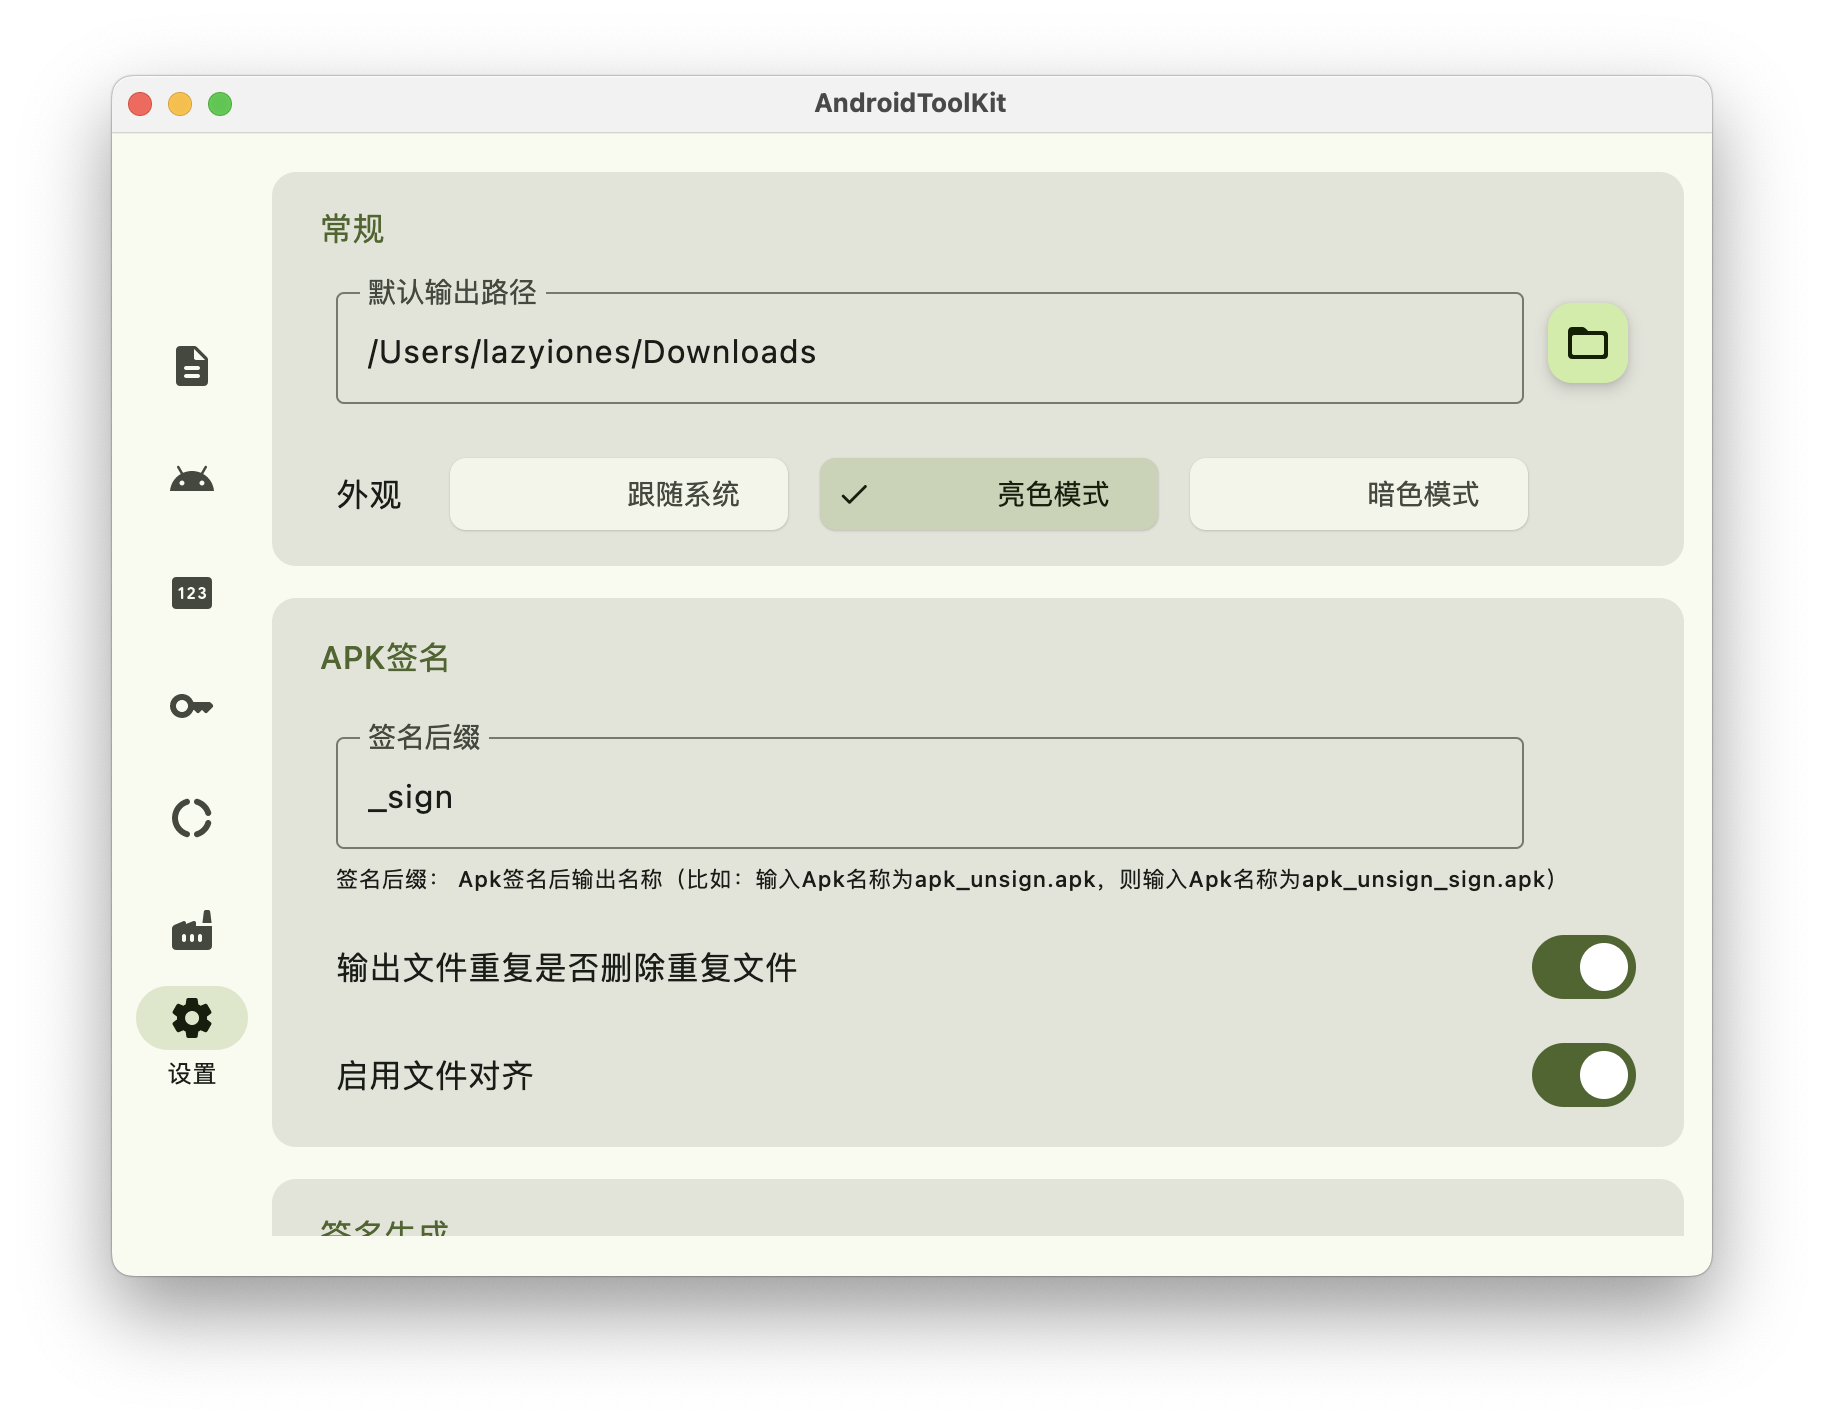 AndroidToolKit
常规
默认输出路径
/Users/lazyiones/Downloads
外观 跟随系统 亮色模式 暗色模式
123
APK签名
签名后缀
_sign
签名后缀： Apk签名后输出名称（比如：输入Apk名称为apk_unsign.apk，则输入Apk名称为apk_unsign_sign.apk）
输出文件重复是否删除重复文件
启用文件对齐
设置
签名生成